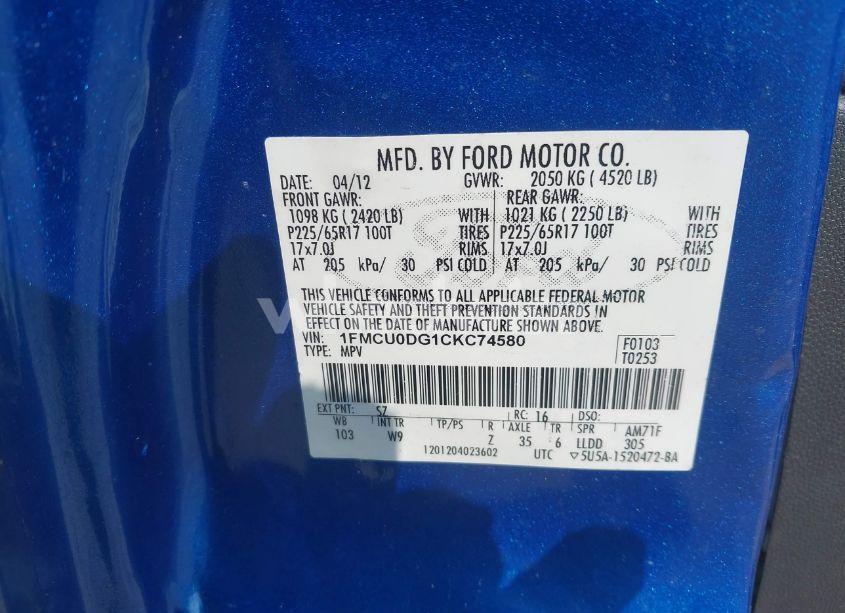 MFD. BY FORD MOTOR CO.
DATE: 04/12 GVWR: 2050 KG ( 4520 LB)
FRONT GAWR: REAR GAWR:
1098 KG ( 2420 LB) WITH 1021 KG ( 2250 LB) WITH
P225/65R17 100T TIRES P225/65R17 100T TIRES
17x7.0J RIMS 17x7.0J RIMS
AT 205 kPa/ 30 PSI COLD AT 205 kPa/ 30 PSI COLD
THIS VEHICLE CONFORMS TO ALL APPLICABLE FEDERAL MOTOR
VEHICLE SAFETY AND THEFT PREVENTION STANDARDS IN
EFFECT ON THE DATE OF MANUFACTURE SHOWN ABOVE.
VIN: 1FMCU0DG1CKC74580 F0103
TYPE: MPV T0253
EXT PNT: SZ RC: 16 DSO:
WB INT TR TP/PS R AXLE TR SPR AM71F
103 W9 Z 35 6 LLDD 305
1201204023602 UTC ▽5U5A-1520472-BA